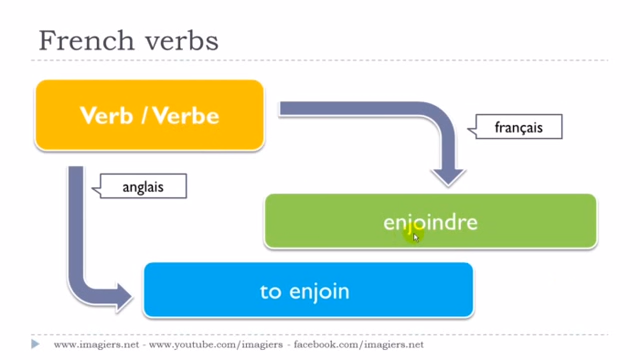 French verbs
Verb / Verbe
français
anglais
enjoindre
to enjoin
www.imagiers.net - www.youtube.com/imagiers - facebook.com/imagiers.net